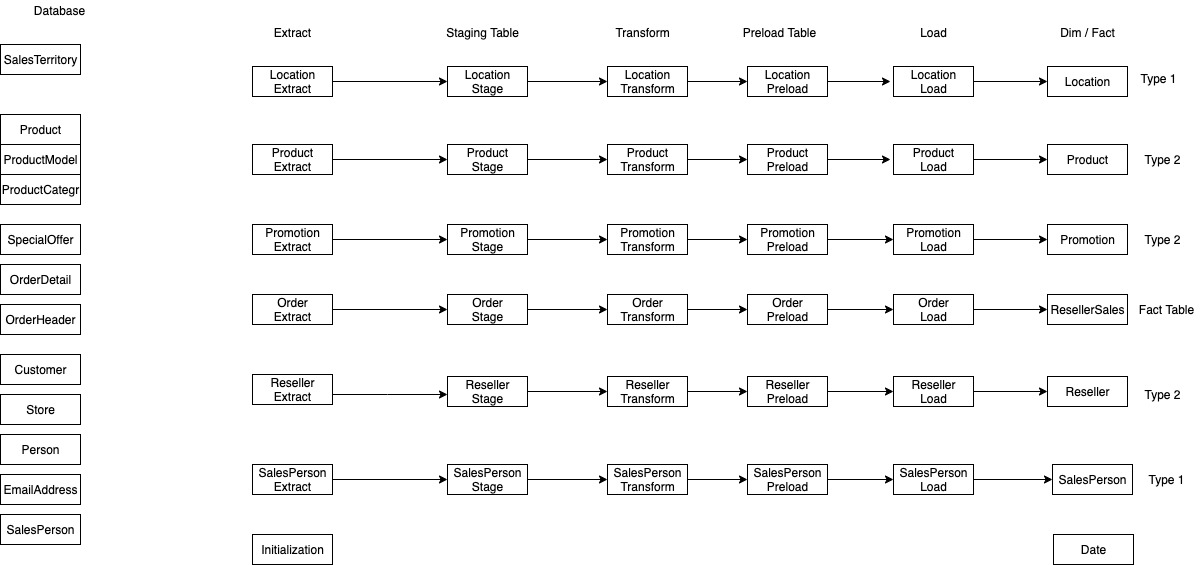 Database
Extract
Staging Table
Transform
Preload Table
Load
Dim / Fact
SalesTerritory
Location
Extract
Location
Stage
Location
Transform
Location
Preload
Location
Load
Location
Type 1
Product
ProductModel
ProductCategr
Product
Extract
Product
Stage
Product
Transform
Product
Preload
Product
Load
Product
Type 2
SpecialOffer
Promotion
Extract
Promotion
Stage
Promotion
Transform
Promotion
Preload
Promotion
Load
Promotion
Type 2
OrderDetail
OrderHeader
Order
Extract
Order
Stage
Order
Transform
Order
Preload
Order
Load
ResellerSales
Fact Table
Customer
Store
Reseller
Extract
Reseller
Stage
Reseller
Transform
Reseller
Preload
Reseller
Load
Reseller
Type 2
Person
EmailAddress
SalesPerson
SalesPerson
Extract
SalesPerson
Stage
SalesPerson
Transform
SalesPerson
Preload
SalesPerson
Load
SalesPerson
Type 1
Initialization
Date